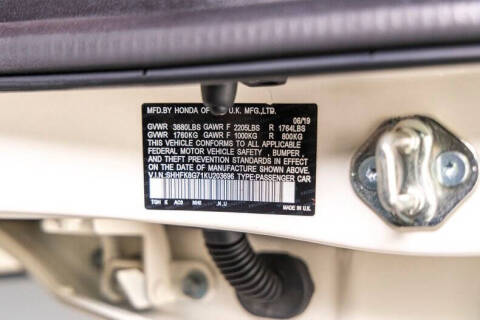 MFD.BY HONDA OF U.K. MFG.,LTD.
06/19
GVWR 3880LBS GAWR F 2205LBS R 1764LBS
GVWR 1760KG GAWR F 1000KG R 800KG
THIS VEHICLE CONFORMS TO ALL APPLICABLE
FEDERAL MOTOR VEHICLE SAFETY , BUMPER ,
AND THEFT PREVENTION STANDARDS IN EFFECT
ON THE DATE OF MANUFACTURE SHOWN ABOVE.
V.I.N:SHHFK8G71KU203696 TYPE:PASSENGER CAR
MADE IN U.K.